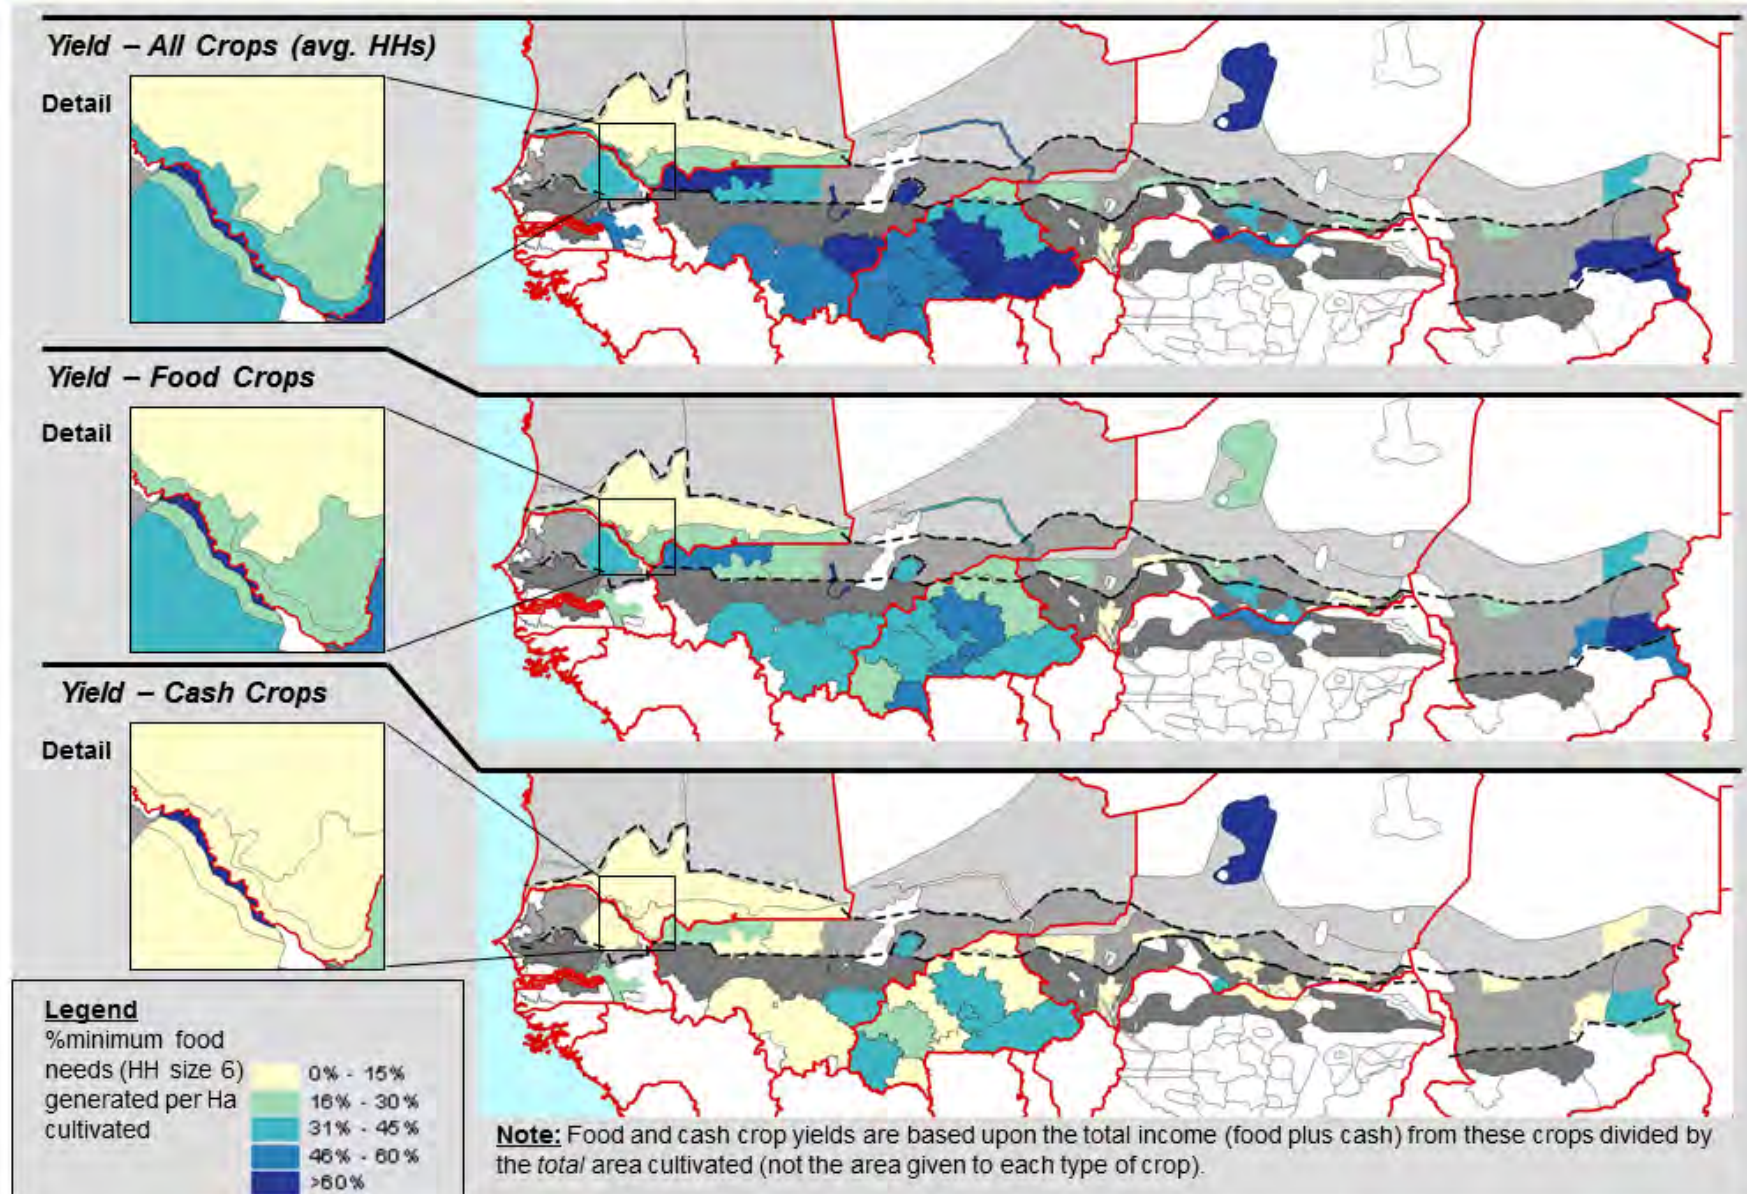 Yield – All Crops (avg. HHs)
Detail
Yield – Food Crops
Detail
Yield – Cash Crops
Detail
Legend
%minimum food
needs (HH size 6)
generated per Ha
cultivated
0% - 15%
16% - 30%
31% - 45%
46% - 60%
>60%
Note: Food and cash crop yields are based upon the total income (food plus cash) from these crops divided by
the total area cultivated (not the area given to each type of crop).